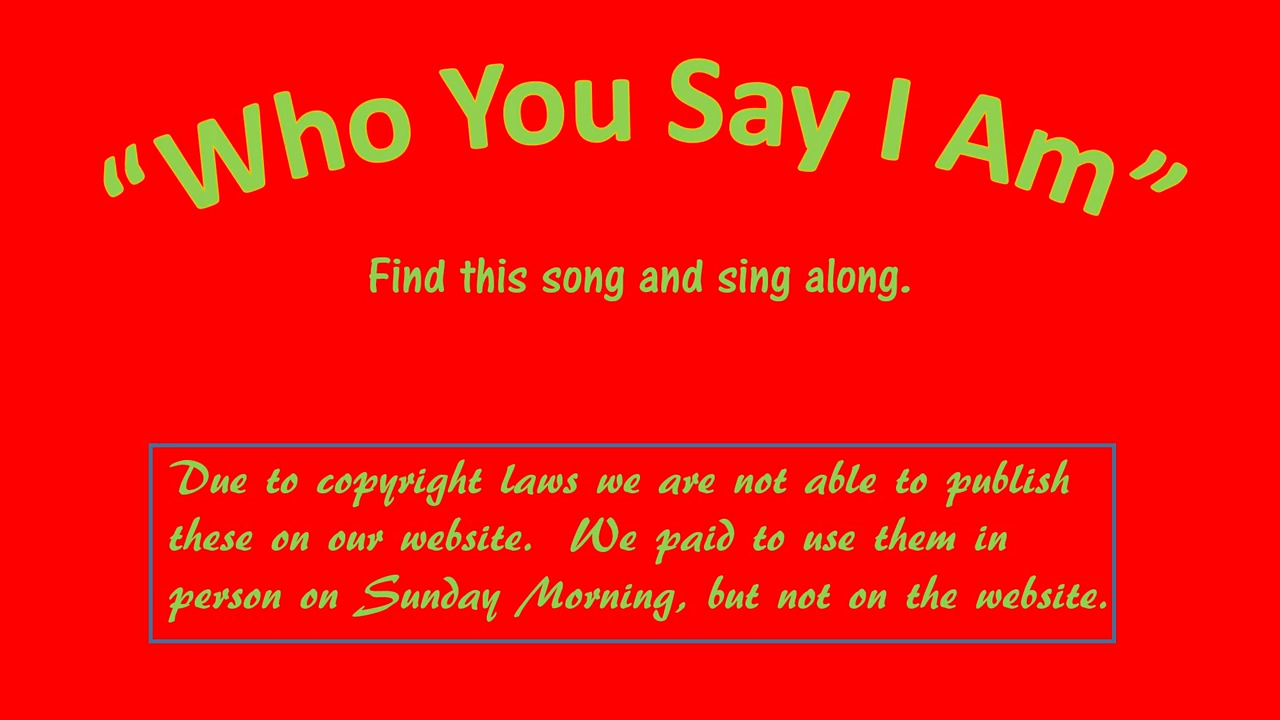 “Who You Say I Am”
Find this song and sing along.
Due to copyright laws we are not able to publish
these on our website.  We paid to use them in
person on Sunday Morning, but not on the website.